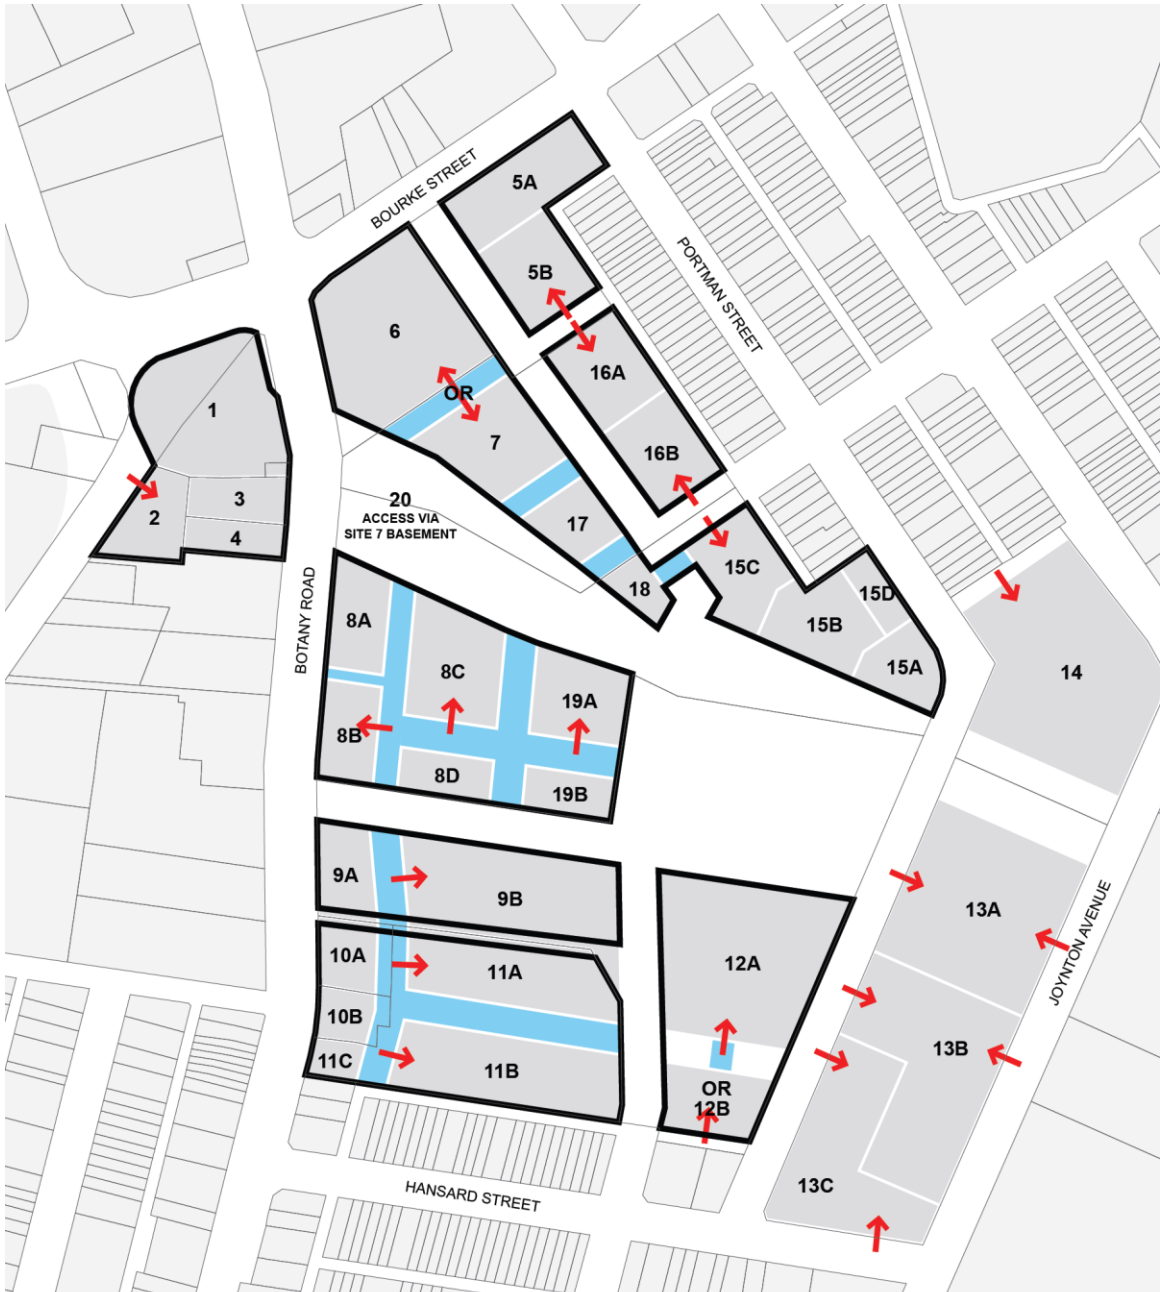 BOURKE STREET
5A
5B
PORTMAN STREET
6
OR
7
16A
16B
1
2
3
4
20
ACCESS VIA
SITE 7 BASEMENT
17
18
15C
15D
15B
15A
14
BOTANY ROAD
8A
8C
19A
8B
8D
19B
9A
9B
10A
11A
10B
11C
11B
12A
OR
12B
13A
13B
13C
JOYNTON AVENUE
HANSARD STREET